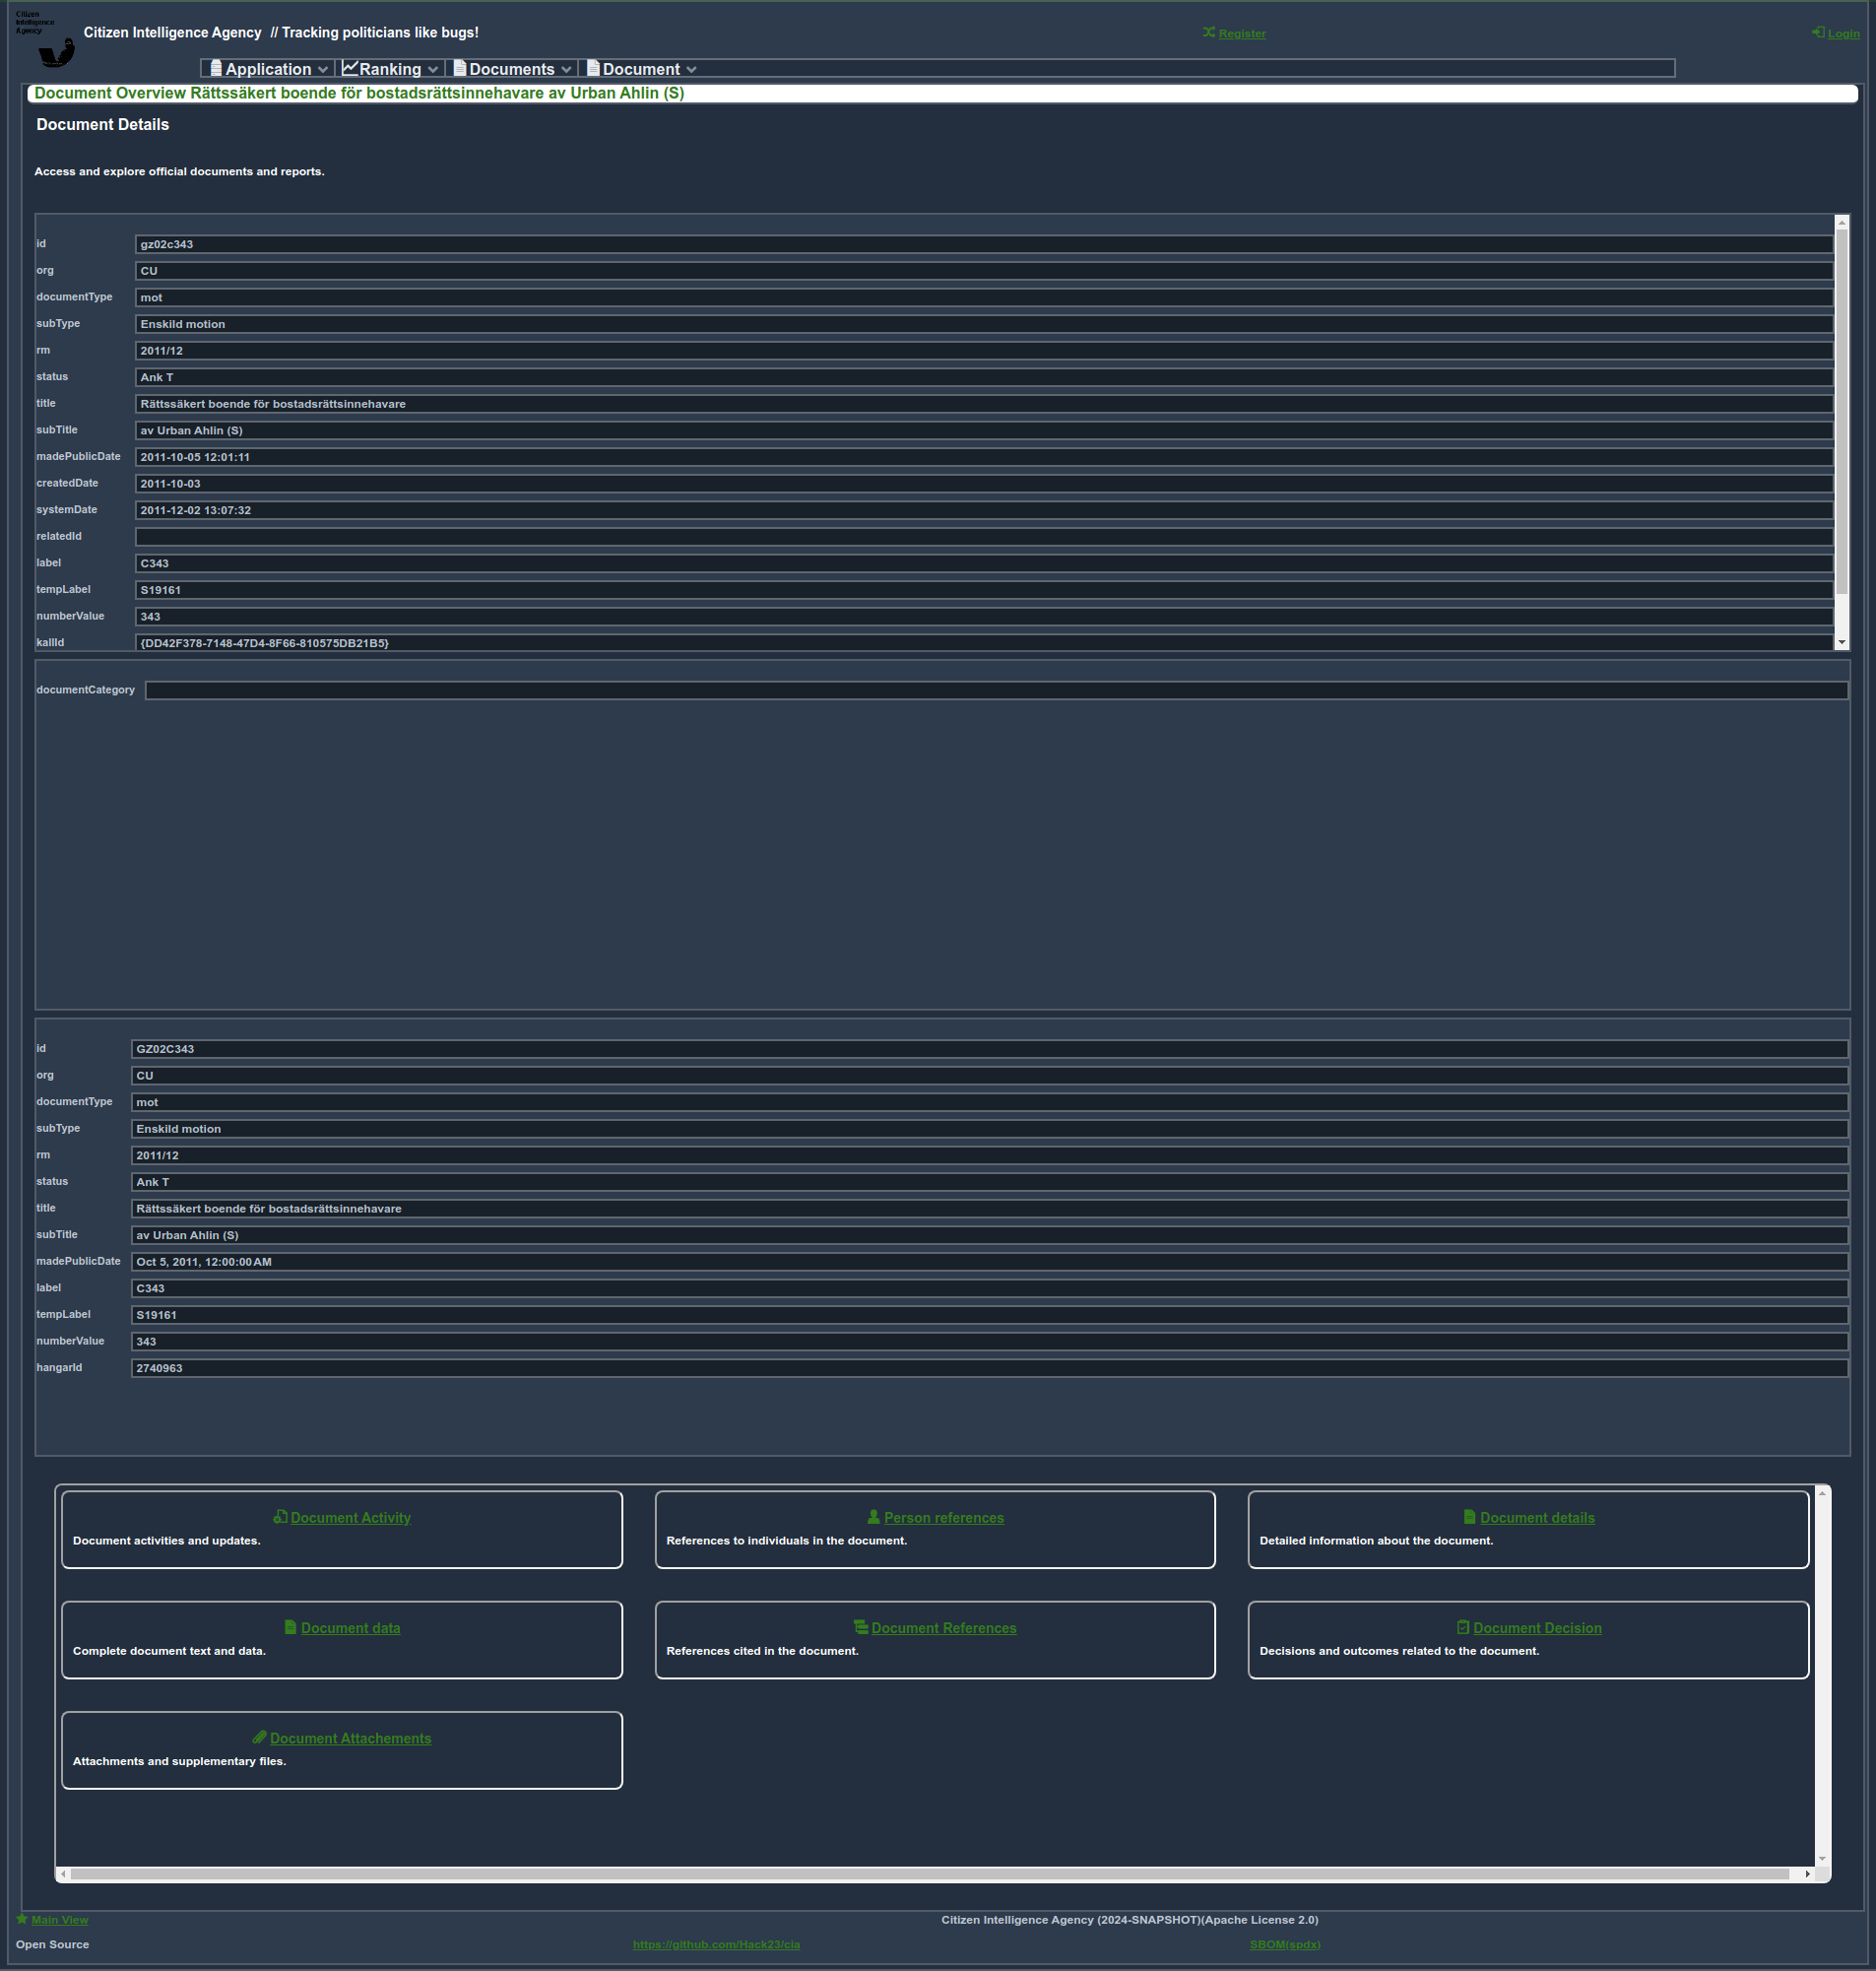 Citizen
Intelligence
Agency
Citizen Intelligence Agency // Tracking politicians like bugs!
Register
Login
Application
Ranking
Documents
Document
Document Overview Rättssäkert boende för bostadsrättsinnehavare av Urban Ahlin (S)
Document Details
Access and explore official documents and reports.
id gz02c343
org CU
documentType mot
subType Enskild motion
rm 2011/12
status Ank T
title Rättssäkert boende för bostadsrättsinnehavare
subTitle av Urban Ahlin (S)
madePublicDate 2011-10-05 12:01:11
createdDate 2011-10-03
systemDate 2011-12-02 13:07:32
relatedId
label C343
tempLabel S19161
numberValue 343
kallId {DD42F378-7148-47D4-8F66-810575DB21B5}
documentCategory
id GZ02C343
org CU
documentType mot
subType Enskild motion
rm 2011/12
status Ank T
title Rättssäkert boende för bostadsrättsinnehavare
subTitle av Urban Ahlin (S)
madePublicDate Oct 5, 2011, 12:00:00 AM
label C343
tempLabel S19161
numberValue 343
hangarId 2740963
Document Activity
Document activities and updates.
Person references
References to individuals in the document.
Document details
Detailed information about the document.
Document data
Complete document text and data.
Document References
References cited in the document.
Document Decision
Decisions and outcomes related to the document.
Document Attachements
Attachments and supplementary files.
Main View
Citizen Intelligence Agency (2024-SNAPSHOT)(Apache License 2.0)
Open Source
https://github.com/Hack23/cia
SBOM(spdx)